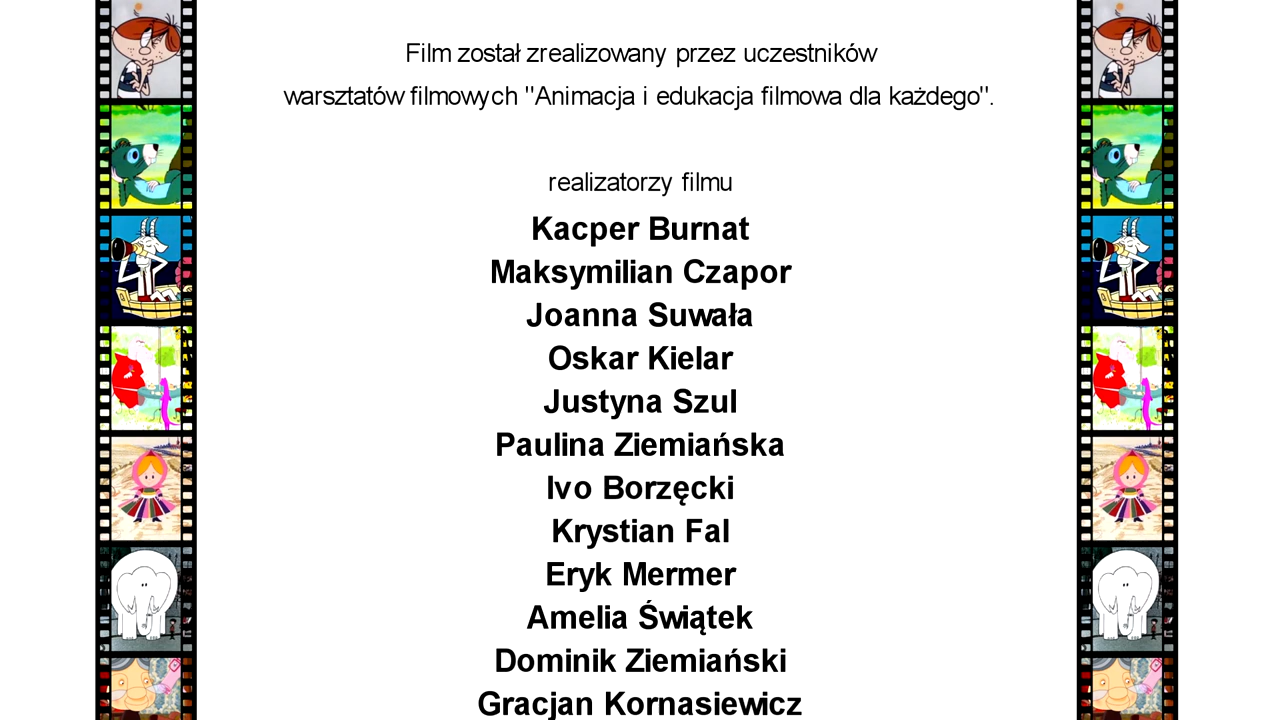 Film został zrealizowany przez uczestników
warsztatów filmowych "Animacja i edukacja filmowa dla każdego".
realizatorzy filmu
Kacper Burnat
Maksymilian Czapor
Joanna Suwała
Oskar Kielar
Justyna Szul
Paulina Ziemiańska
Ivo Borzęcki
Krystian Fal
Eryk Mermer
Amelia Świątek
Dominik Ziemiański
Gracjan Kornasiewicz